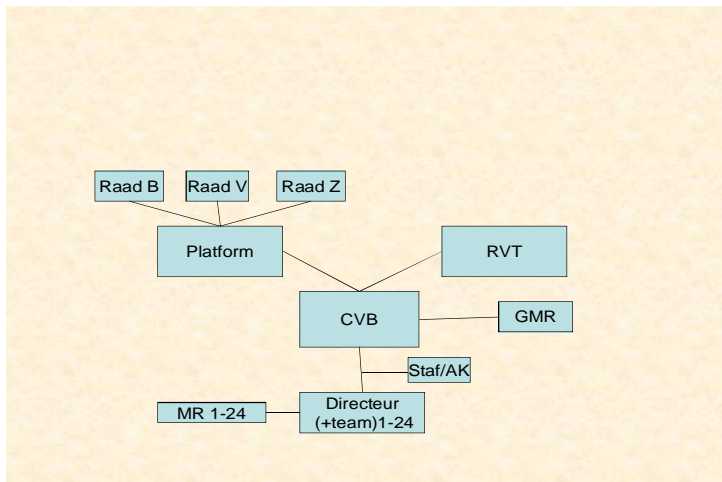 Raad B
Raad V
Raad Z
Platform
RVT
CVB
GMR
Staf/AK
Directeur
(+team)1-24
MR 1-24